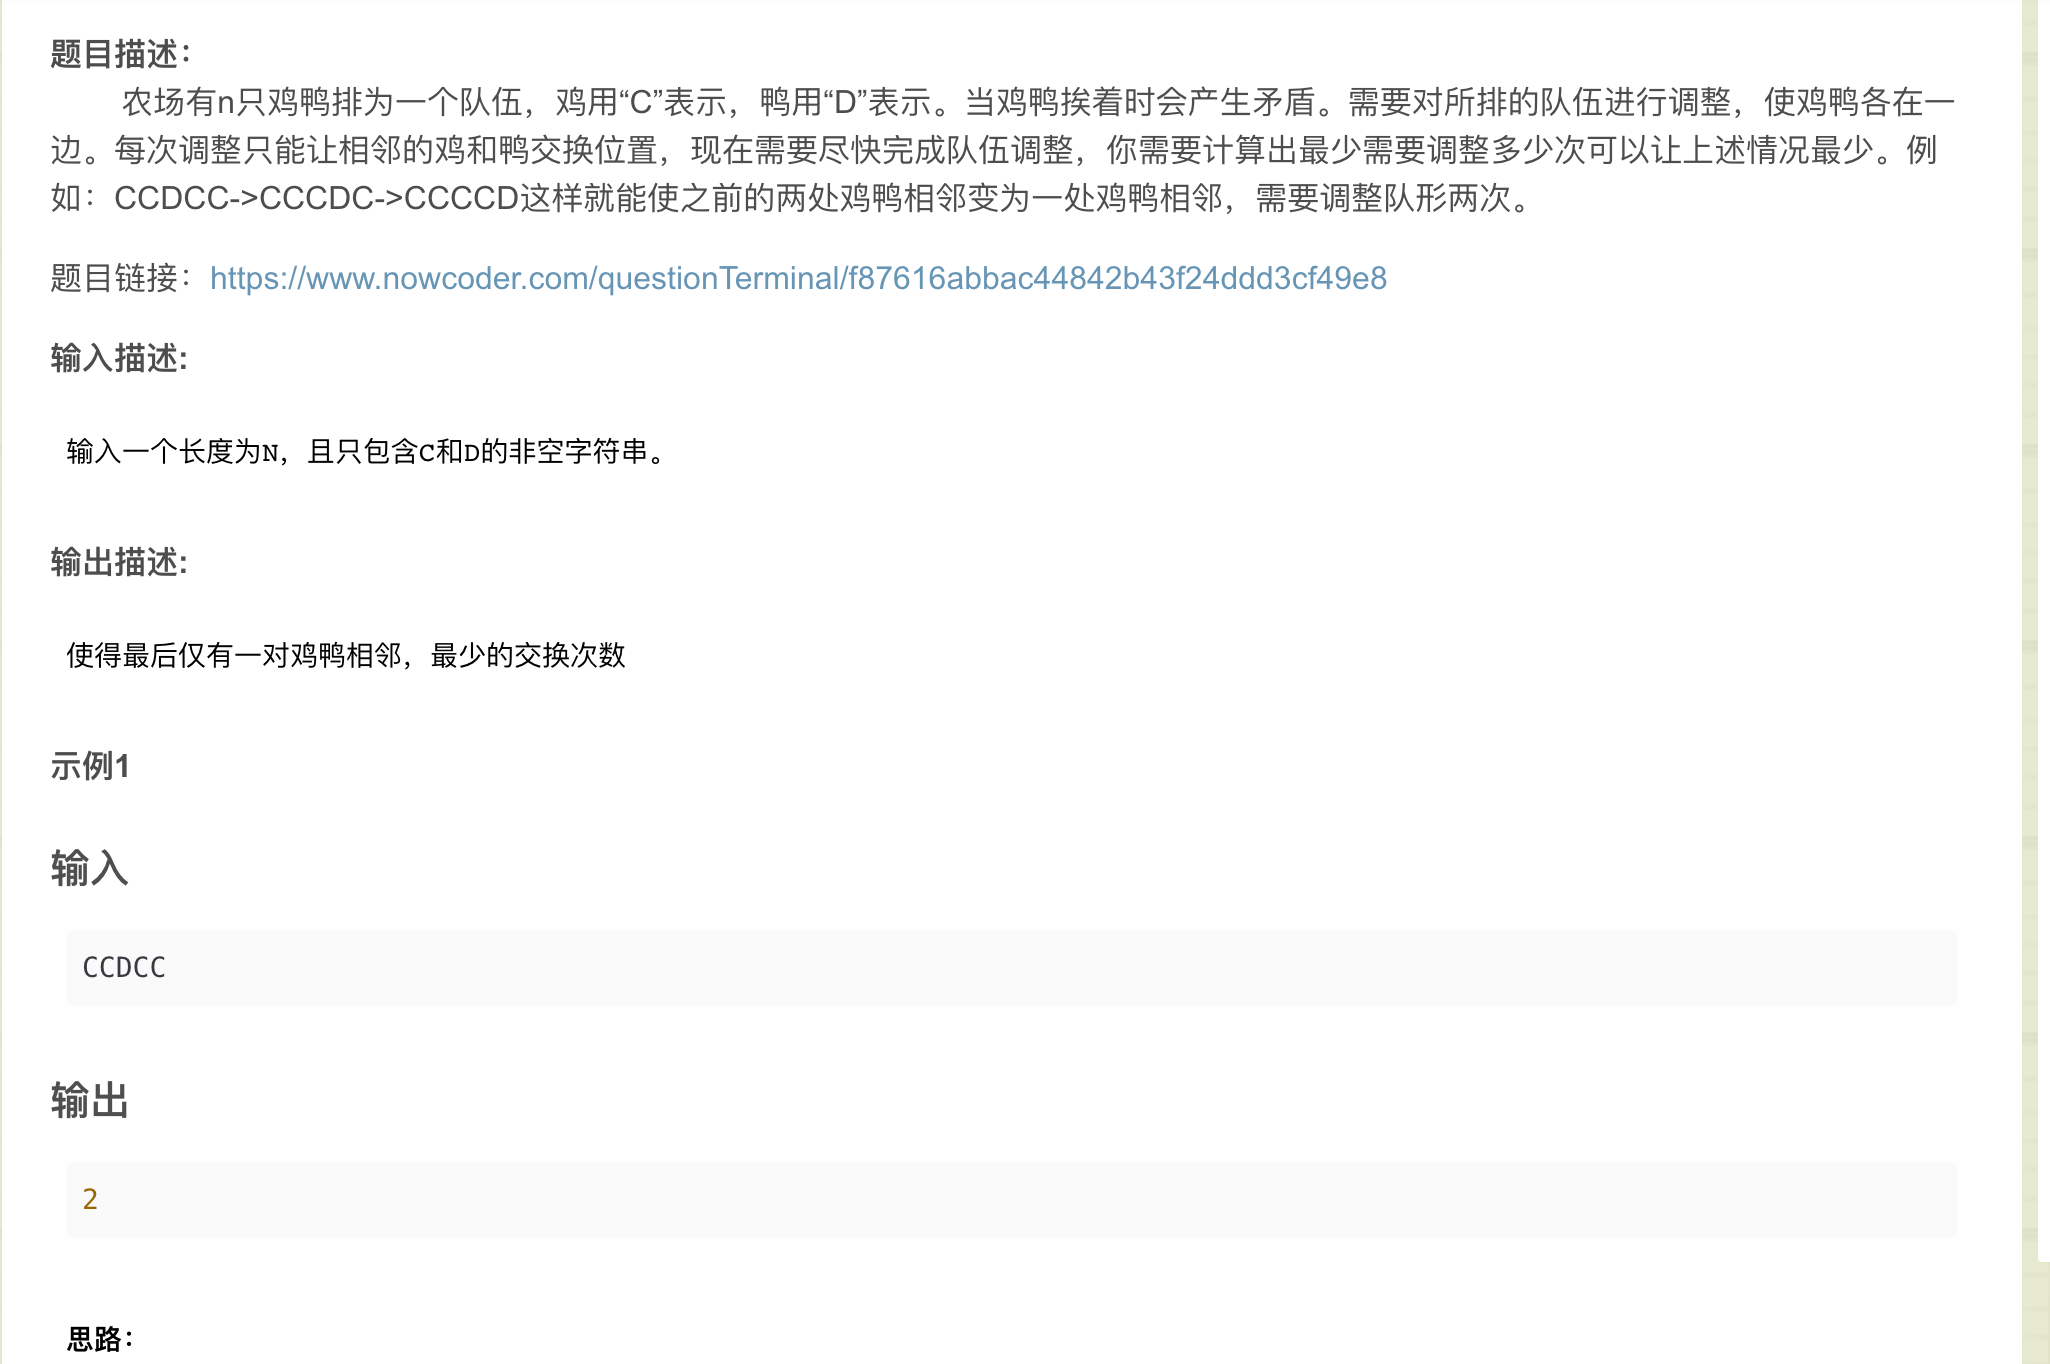 题目描述：
农场有n只鸡鸭排为一个队伍，鸡用“C”表示，鸭用“D”表示。当鸡鸭挨着时会产生矛盾。需要对所排的队伍进行调整，使鸡鸭各在一
边。每次调整只能让相邻的鸡和鸭交换位置，现在需要尽快完成队伍调整，你需要计算出最少需要调整多少次可以让上述情况最少。例
如：CCDCC->CCCDC->CCCCD这样就能使之前的两处鸡鸭相邻变为一处鸡鸭相邻，需要调整队形两次。
题目链接：https://www.nowcoder.com/questionTerminal/f87616abbac44842b43f24ddd3cf49e8
输入描述:
输入一个长度为N，且只包含C和D的非空字符串。
输出描述:
使得最后仅有一对鸡鸭相邻，最少的交换次数
示例1
输入
CCDCC
输出
2
思路：